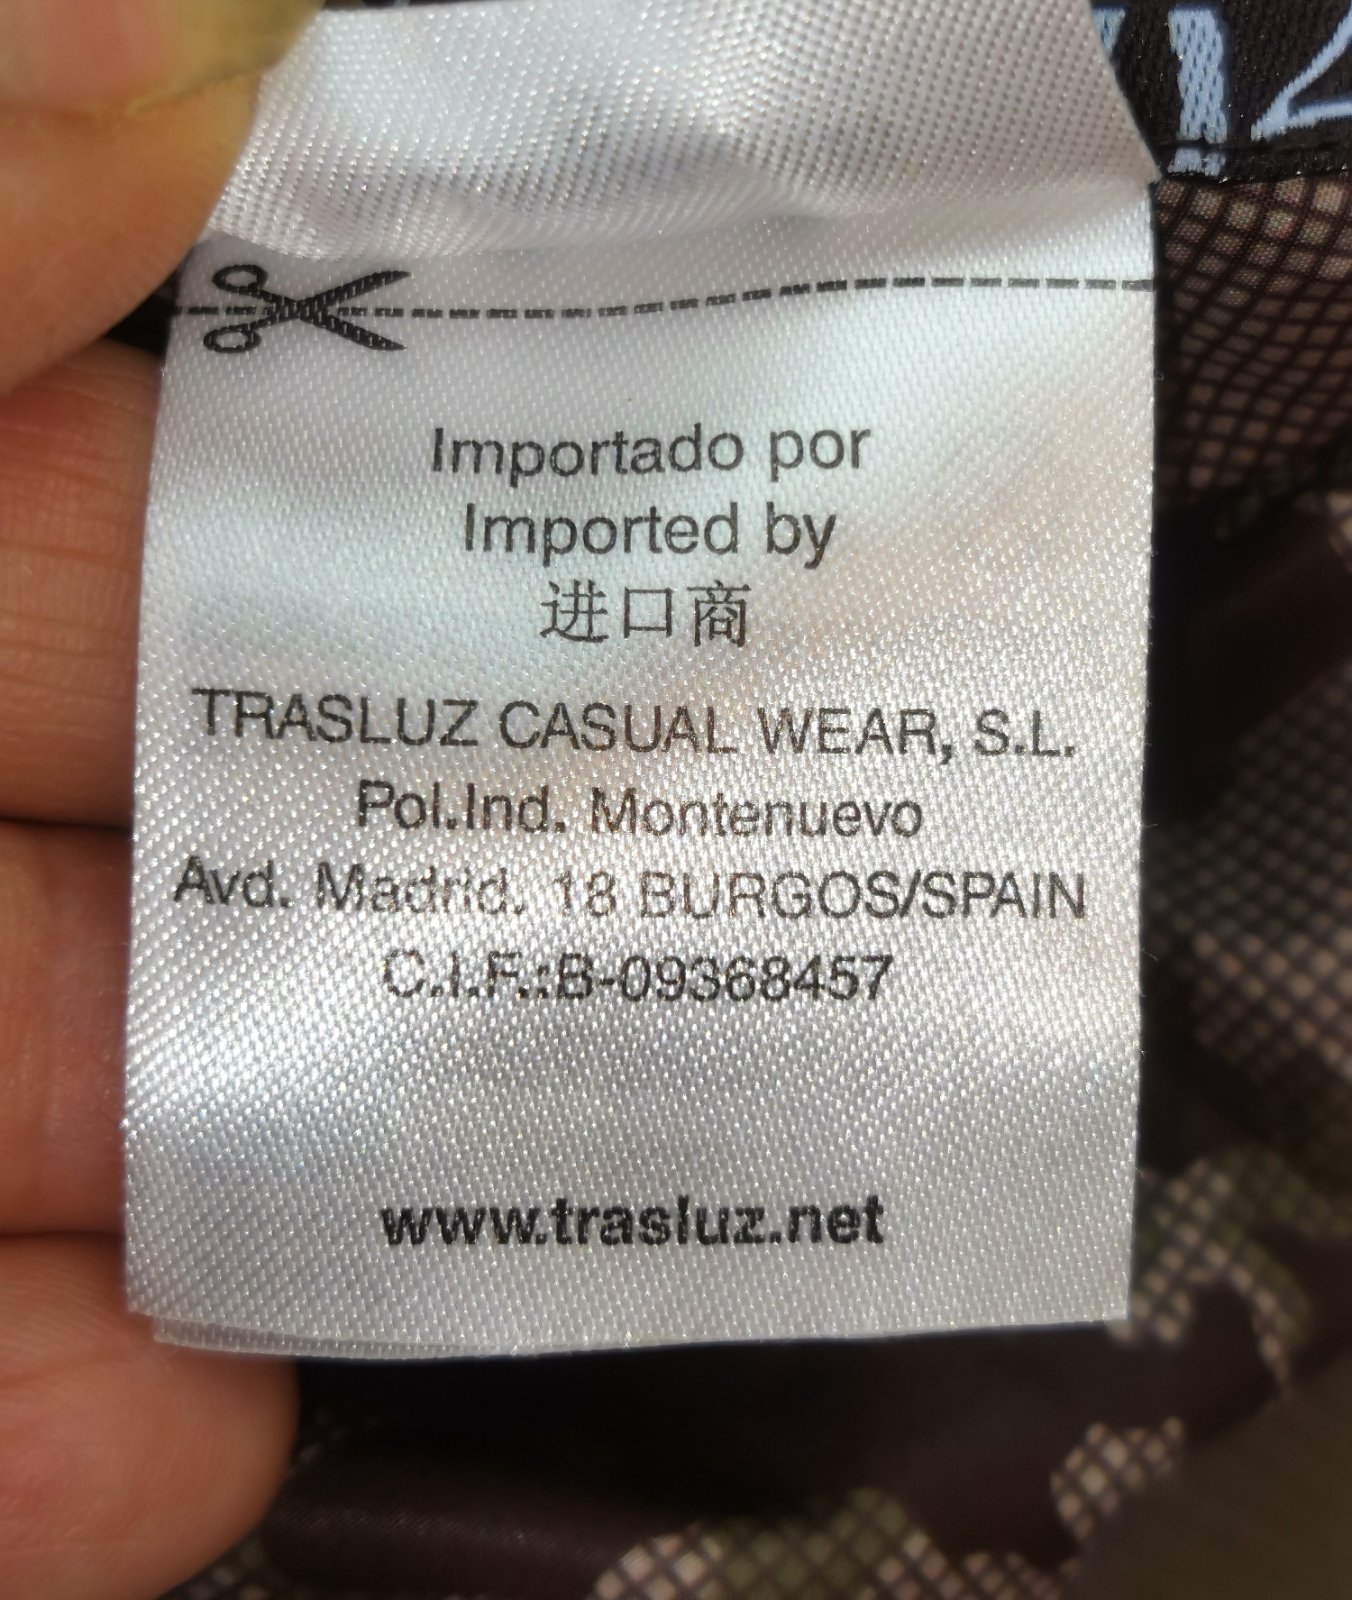 Importado por
Imported by
进口商
TRASLUZ CASUAL WEAR, S.L.
Pol.Ind. Montenuevo
Avd. Madrid. 18 BURGOS/SPAIN
C.I.F.:B-09368457
www.trasluz.net